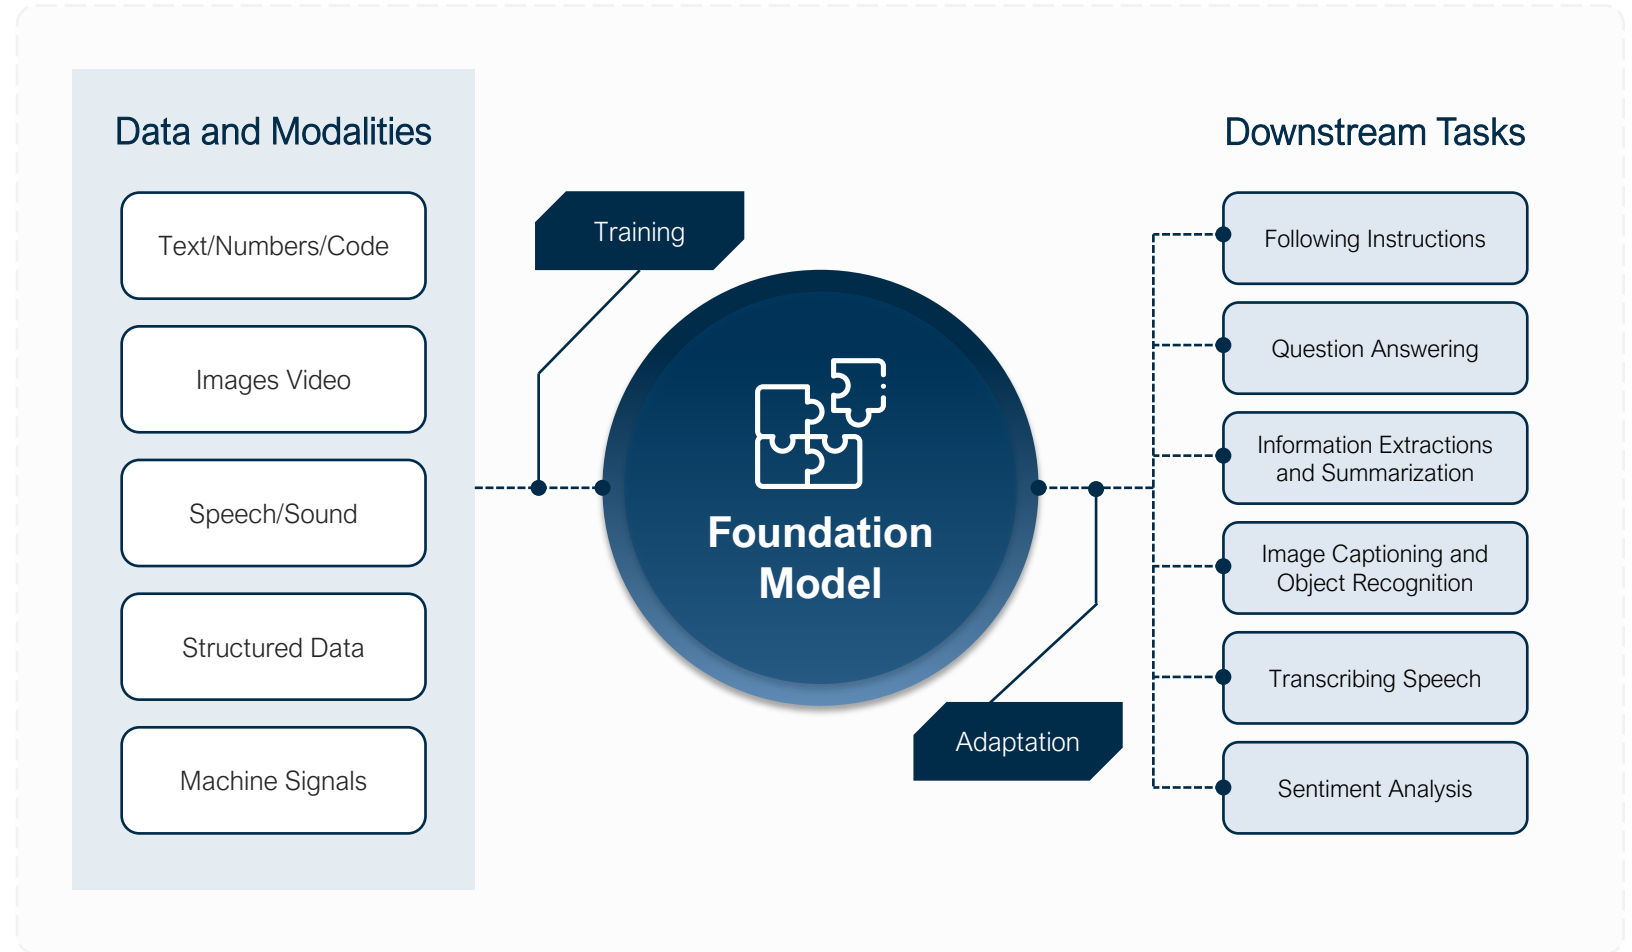 Data and Modalities
Text/Numbers/Code
Images Video
Speech/Sound
Structured Data
Machine Signals
Training
Foundation
Model
Adaptation
Downstream Tasks
Following Instructions
Question Answering
Information Extractions
and Summarization
Image Captioning and
Object Recognition
Transcribing Speech
Sentiment Analysis